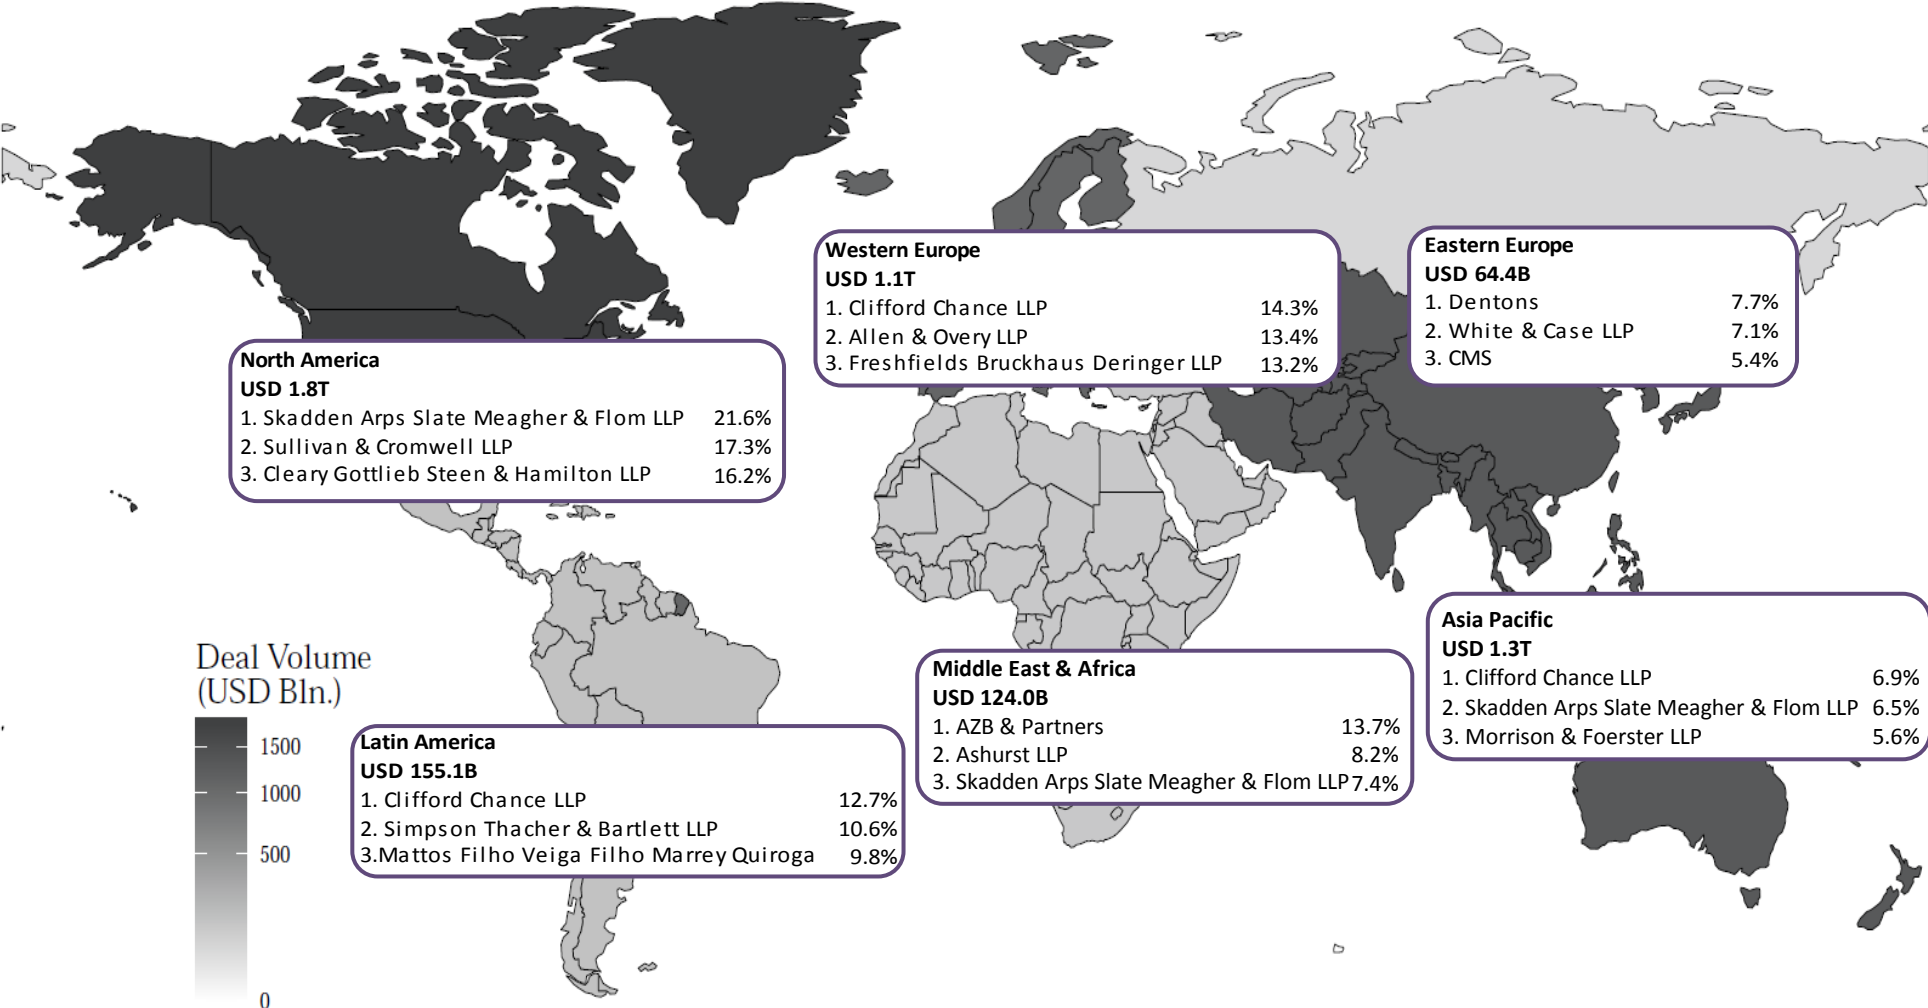 Western Europe
USD 1.1T
1. Clifford Chance LLP 14.3%
2. Allen & Overy LLP 13.4%
3. Freshfields Bruckhaus Deringer LLP 13.2%
Eastern Europe
USD 64.4B
1. Dentons 7.7%
2. White & Case LLP 7.1%
3. CMS 5.4%
North America
USD 1.8T
1. Skadden Arps Slate Meagher & Flom LLP 21.6%
2. Sullivan & Cromwell LLP 17.3%
3. Cleary Gottlieb Steen & Hamilton LLP 16.2%
Asia Pacific
USD 1.3T
1. Clifford Chance LLP 6.9%
2. Skadden Arps Slate Meagher & Flom LLP 6.5%
3. Morrison & Foerster LLP 5.6%
Middle East & Africa
USD 124.0B
1. AZB & Partners 13.7%
2. Ashurst LLP 8.2%
3. Skadden Arps Slate Meagher & Flom LLP 7.4%
Latin America
USD 155.1B
1. Clifford Chance LLP 12.7%
2. Simpson Thacher & Bartlett LLP 10.6%
3.Mattos Filho Veiga Filho Marrey Quiroga 9.8%
Deal Volume
(USD Bln.)
1500
1000
500
0